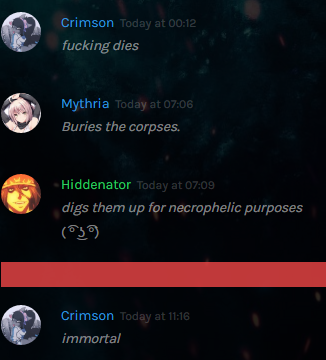 Crimson Today at 00:12
fucking dies
Mythria Today at 07:06
Buries the corpses.
Hiddenator Today at 07:09
digs them up for necrophelic purposes
( ͡° ͜ʖ ͡°)
Crimson Today at 11:16
immortal